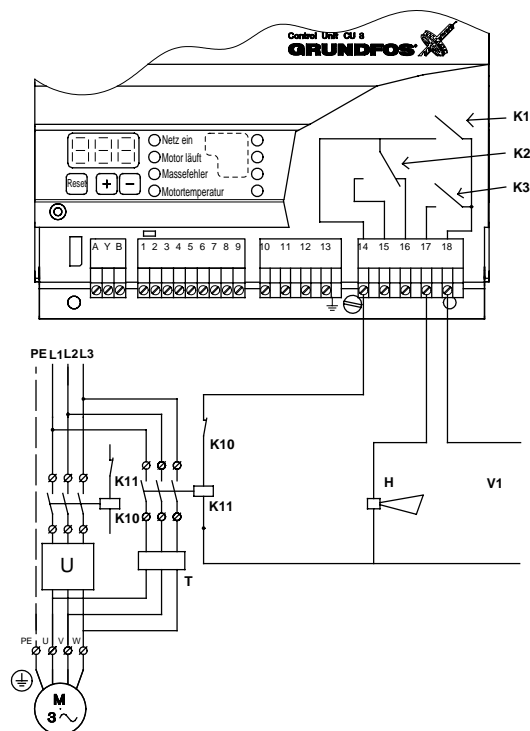 Control Unit CU 3
GRUNDFOS
K1
K2
K3
Netz ein
Motor läuft
Massefehler
Motortemperatur
Reset + −
A Y B 1 2 3 4 5 6 7 8 9 10 11 12 13 14 15 16 17 18
PE L1 L2 L3
K10
K11
K10
K11
H
V1
U
T
PE U V W
M
3~